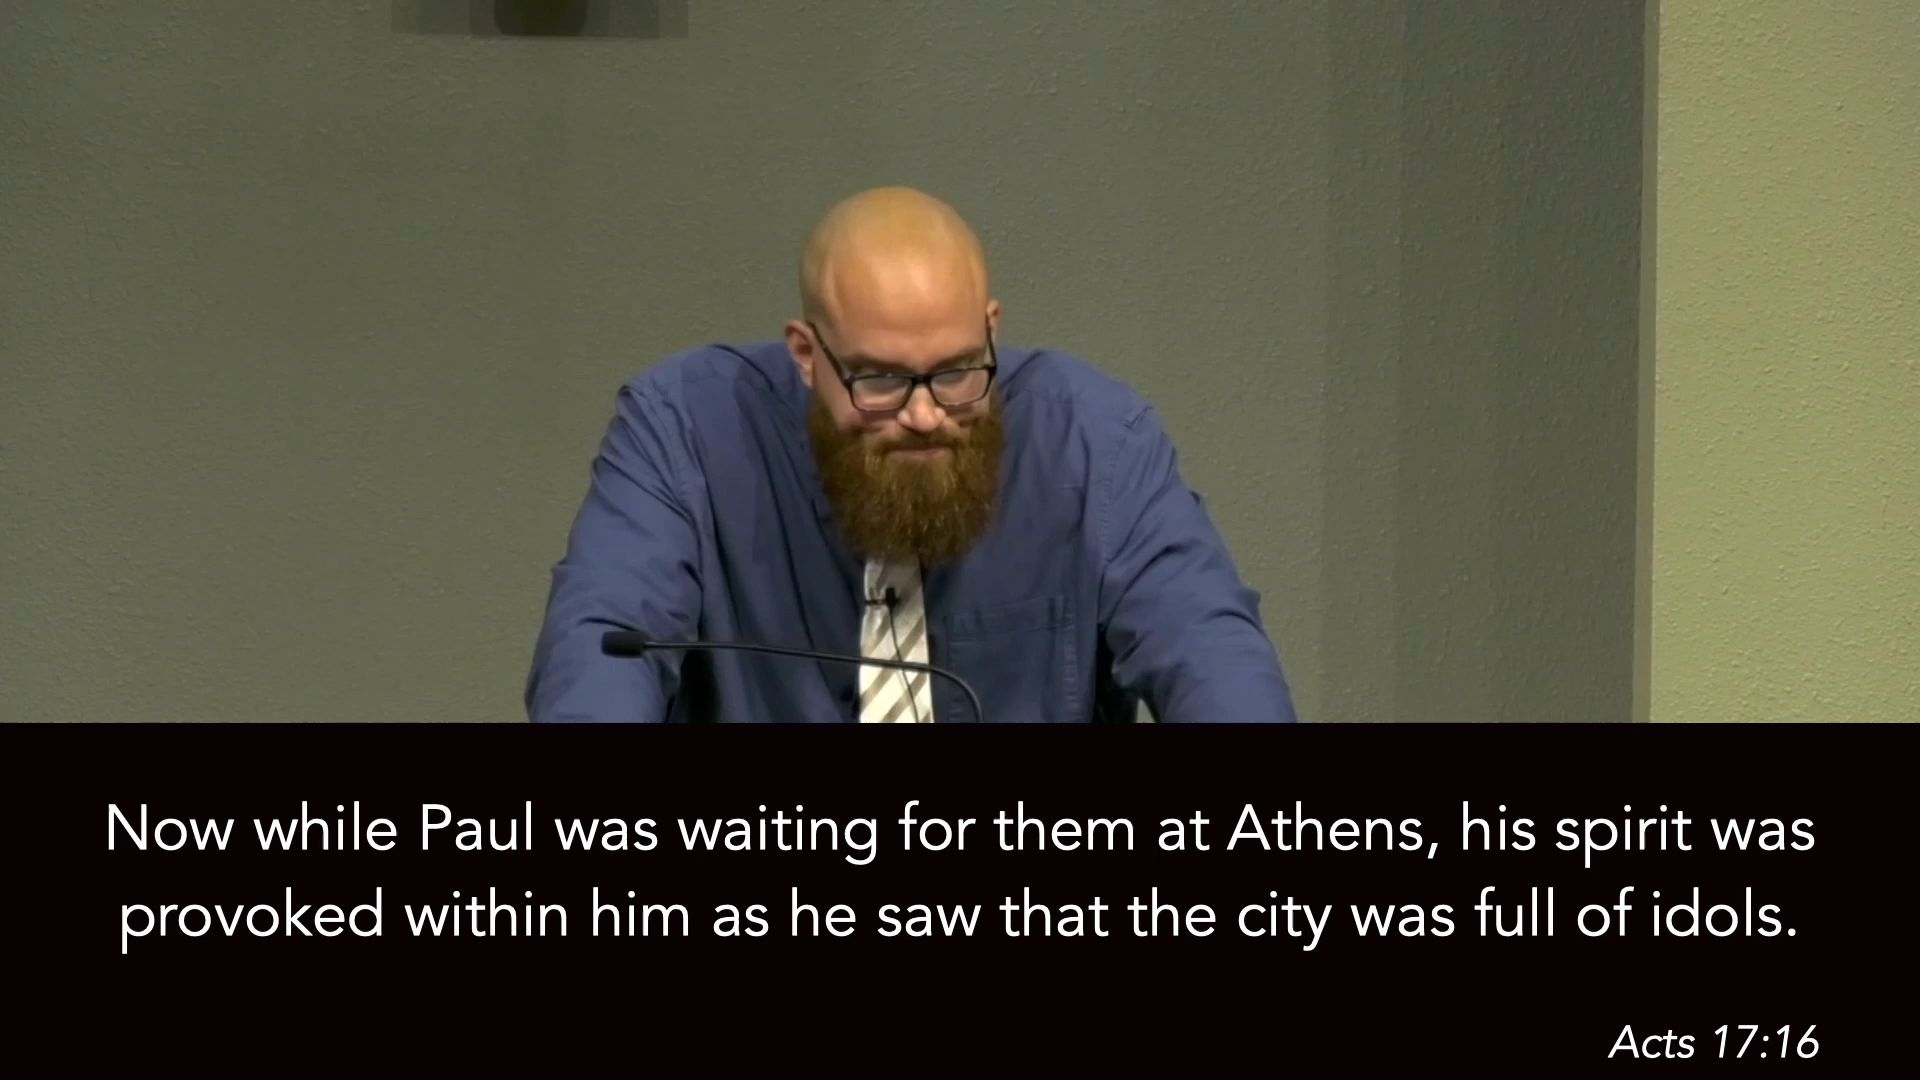 Now while Paul was waiting for them at Athens, his spirit was
provoked within him as he saw that the city was full of idols.
Acts 17:16